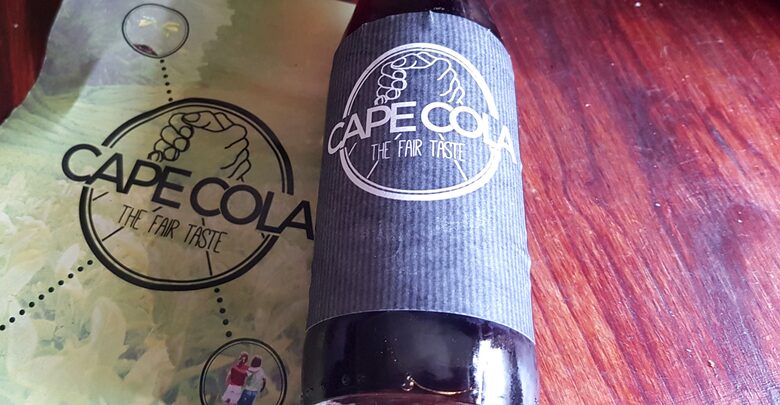 CAPE COLA
THE FAIR TASTE
CAPE COLA
THE FAIR TASTE